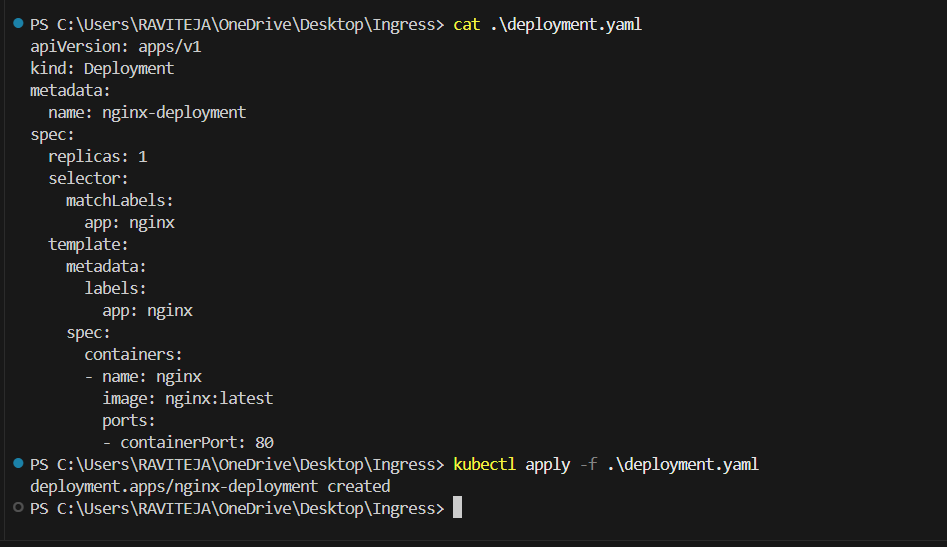 PS C:\Users\RAVITEJA\OneDrive\Desktop\Ingress> cat .\deployment.yaml
apiVersion: apps/v1
kind: Deployment
metadata:
  name: nginx-deployment
spec:
  replicas: 1
  selector:
    matchLabels:
      app: nginx
  template:
    metadata:
      labels:
        app: nginx
    spec:
      containers:
      - name: nginx
        image: nginx:latest
        ports:
        - containerPort: 80
PS C:\Users\RAVITEJA\OneDrive\Desktop\Ingress> kubectl apply -f .\deployment.yaml
deployment.apps/nginx-deployment created
PS C:\Users\RAVITEJA\OneDrive\Desktop\Ingress>